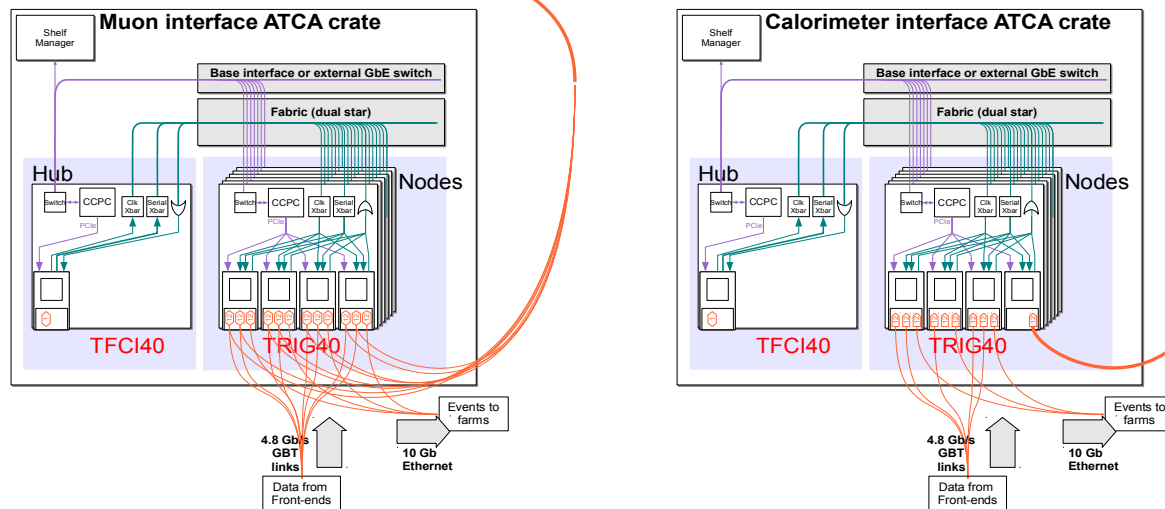 Muon interface ATCA crate
Shelf
Manager
Base interface or external GbE switch
Fabric (dual star)
Hub
Nodes
Switch
CCPC
Clk
Xbar
Serial
Xbar
PCIe
Switch
CCPC
Clk
Xbar
Serial
Xbar
PCIe
TFCI40
TRIG40
Events to
farms
4.8 Gb/s
GBT
links
10 Gb
Ethernet
Data from
Front-ends
Calorimeter interface ATCA crate
Shelf
Manager
Base interface or external GbE switch
Fabric (dual star)
Hub
Nodes
Switch
CCPC
Clk
Xbar
Serial
Xbar
PCIe
Switch
CCPC
Clk
Xbar
Serial
Xbar
PCIe
TFCI40
TRIG40
Events to
farms
4.8 Gb/s
GBT
links
10 Gb
Ethernet
Data from
Front-ends